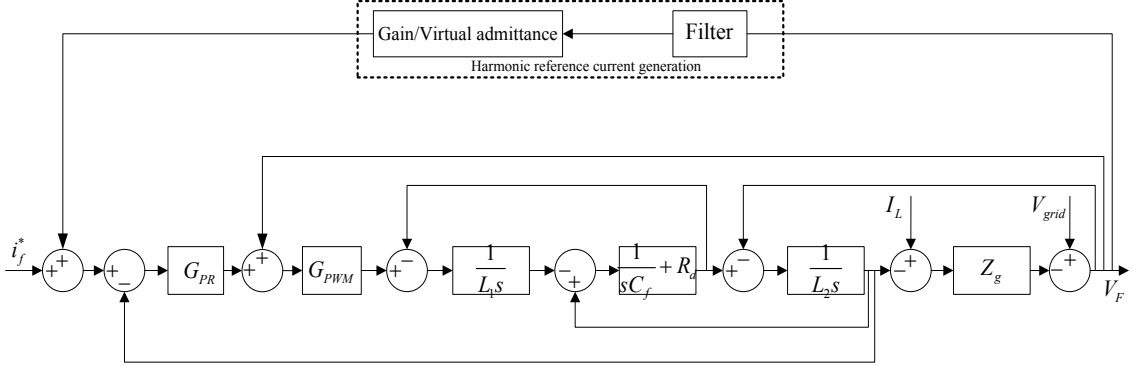 Gain/Virtual admittance
Filter
Harmonic reference current generation
i_f^*
+ +
+ −
G_PR
+ +
G_PWM
+ −
1 / L_1 s
− +
1 / sC_f + R_d
+ −
1 / L_2 s
I_L
− +
Z_g
V_grid
− +
V_F